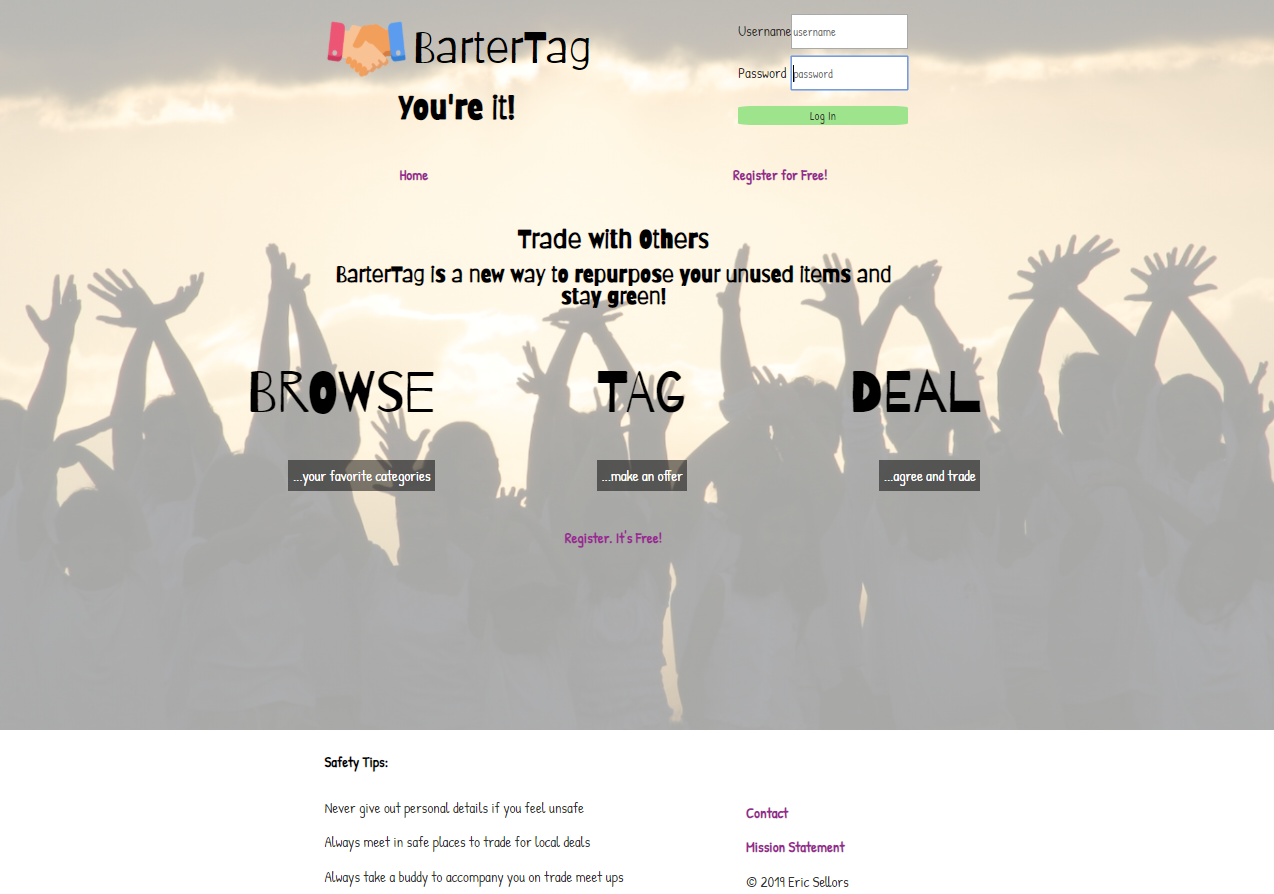 BarterTag
You're it!
Username username
Password password
Log In
Home
Register for Free!
Trade with Others
BarterTag is a new way to repurpose your unused items and
stay green!
BROWSE
TAG
DEAL
...your favorite categories
...make an offer
...agree and trade
Register. It's Free!
Safety Tips:
Never give out personal details if you feel unsafe
Always meet in safe places to trade for local deals
Always take a buddy to accompany you on trade meet ups
Contact
Mission Statement
© 2019 Eric Sellors